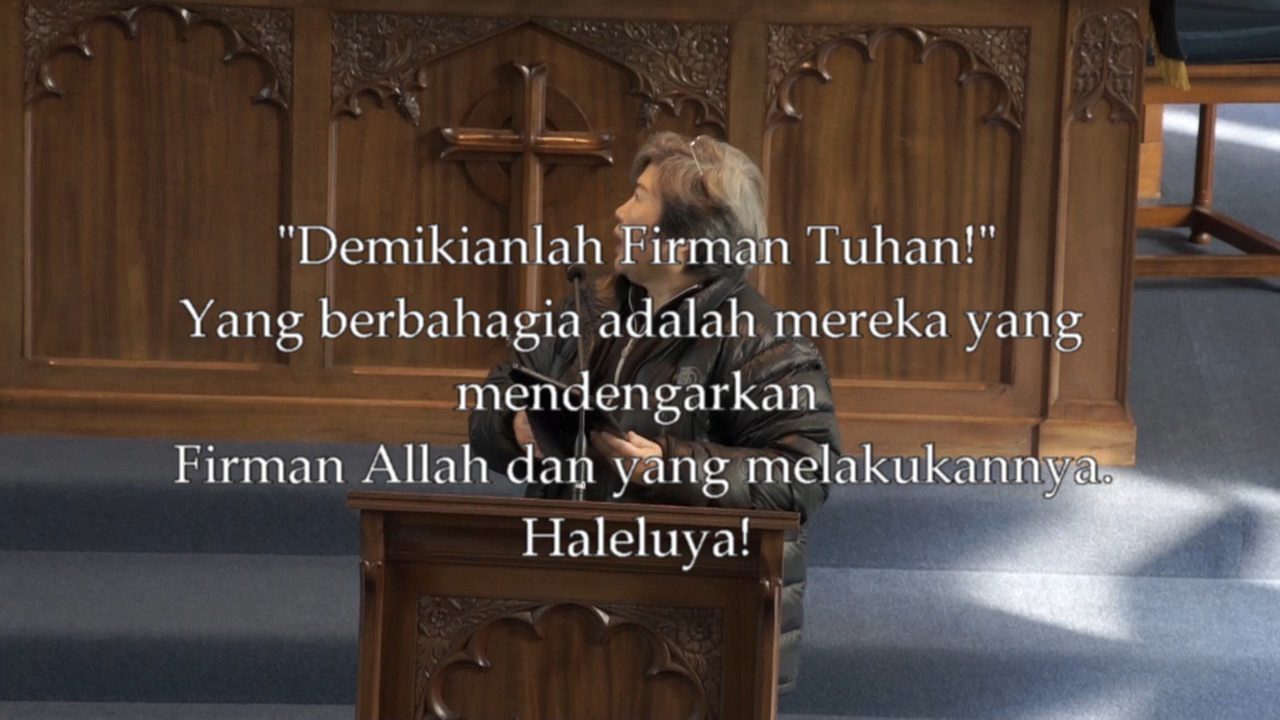 "Demikianlah Firman Tuhan!"
Yang berbahagia adalah mereka yang
mendengarkan
Firman Allah dan yang melakukannya.
Haleluya!